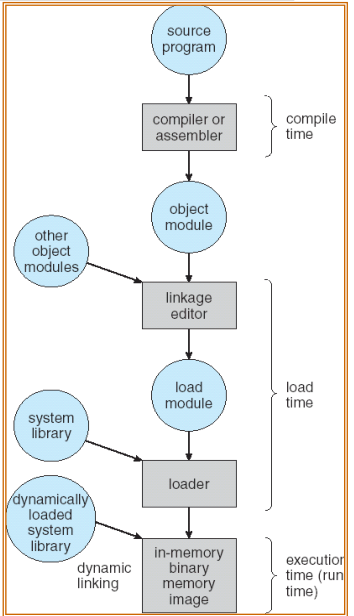 source
program
compiler or
assembler
compile
time
object
module
other
object
modules
linkage
editor
load
module
load
time
system
library
loader
dynamically
loaded
system
library
dynamic
linking
in-memory
binary
memory
image
execution
time (run
time)